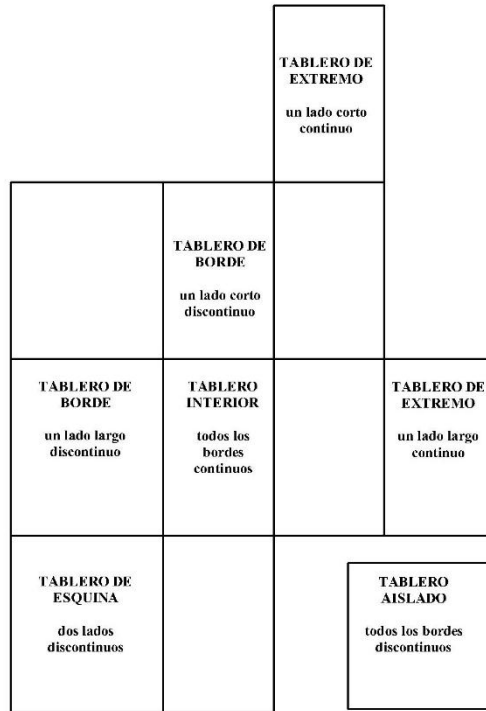 TABLERO DE
EXTREMO
un lado corto
continuo
TABLERO DE
BORDE
un lado corto
discontinuo
TABLERO DE
BORDE
un lado largo
discontinuo
TABLERO
INTERIOR
todos los
bordes
continuos
TABLERO DE
EXTREMO
un lado largo
continuo
TABLERO DE
ESQUINA
dos lados
discontinuos
TABLERO
AISLADO
todos los bordes
discontinuos